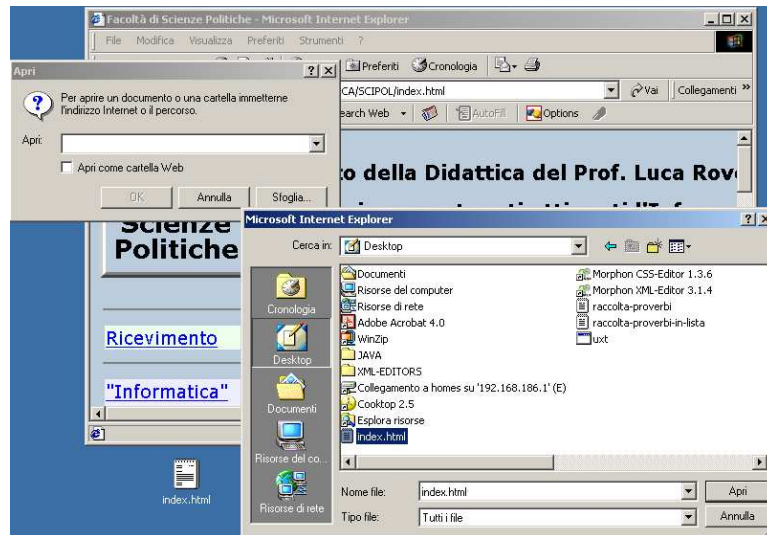 Facoltà di Scienze Politiche - Microsoft Internet Explorer
File Modifica Visualizza Preferiti Strumenti ?
Preferiti Cronologia
CA/SCIPOL/index.html Vai Collegamenti »
earch Web AutoFill Options
Apri
Per aprire un documento o una cartella immetterne
l'indirizzo Internet o il percorso.
Apri:
Apri come cartella Web
OK Annulla Sfoglia...
to della Didattica del Prof. Luca Rov
Scienze
Politiche
Ricevimento
"Informatica"
index.html
Microsoft Internet Explorer
Cerca in: Desktop
Cronologia
Desktop
Documenti
Risorse del co...
Risorse di rete
Documenti
Risorse del computer
Risorse di rete
Adobe Acrobat 4.0
WinZip
JAVA
XML-EDITORS
Collegamento a homes su '192.168.186.1' (E)
Cooktop 2.5
Esplora risorse
index.html
Morphon CSS-Editor 1.3.6
Morphon XML-Editor 3.1.4
raccolta-proverbi
raccolta-proverbi-in-lista
uxt
Nome file: index.html Apri
Tipo file: Tutti i file Annulla